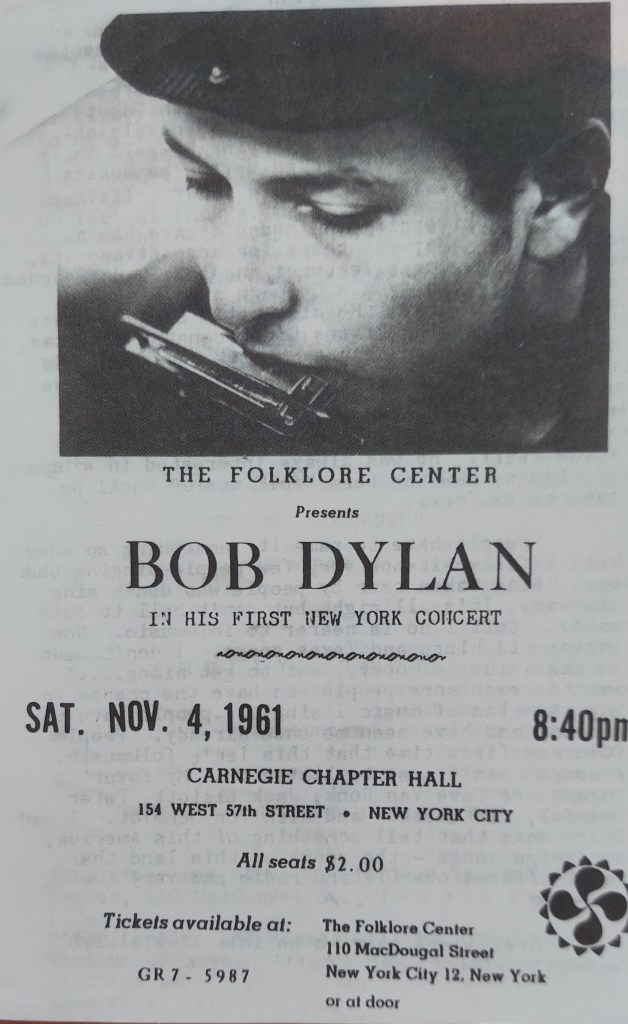 THE FOLKLORE CENTER
Presents
BOB DYLAN
IN HIS FIRST NEW YORK CONCERT
SAT. NOV. 4, 1961 8:40pm
CARNEGIE CHAPTER HALL
154 WEST 57th STREET • NEW YORK CITY
All seats $2.00
Tickets available at: The Folklore Center
110 MacDougal Street
GR 7 - 5987 New York City 12, New York
or at door